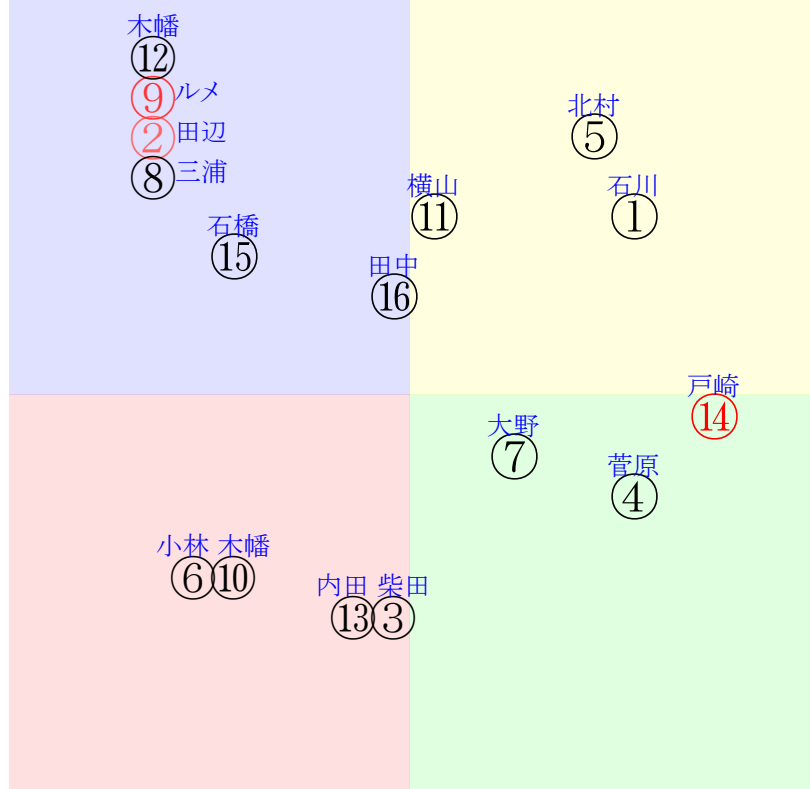 木幡
⑫
⑨ルメ
②田辺
⑧三浦
北村
⑤
横山
⑪
石川
①
石橋
⑮
田中
⑯
戸崎
⑭
大野
⑦
菅原
④
小林 木幡
⑥⑩
内田 柴田
⑬③